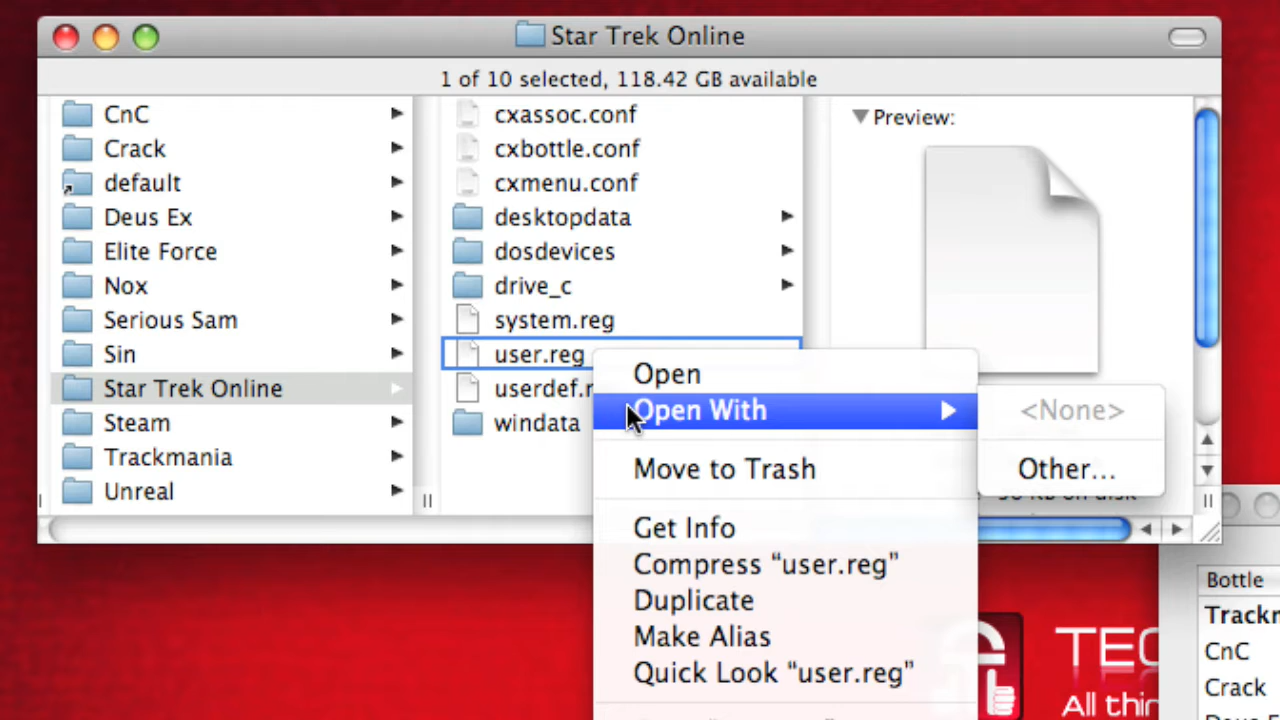 Star Trek Online
1 of 10 selected, 118.42 GB available
CnC
Crack
default
Deus Ex
Elite Force
Nox
Serious Sam
Sin
Star Trek Online
Steam
Trackmania
Unreal
cxassoc.conf
cxbottle.conf
cxmenu.conf
desktopdata
dosdevices
drive_c
system.reg
user.reg
userdef.r
windata
Preview:
Open
Open With
Move to Trash
Get Info
Compress “user.reg”
Duplicate
Make Alias
Quick Look “user.reg”
<None>
Other...
KB on disk
TEC
All thin
Bottle
Trackm
CnC
Crack